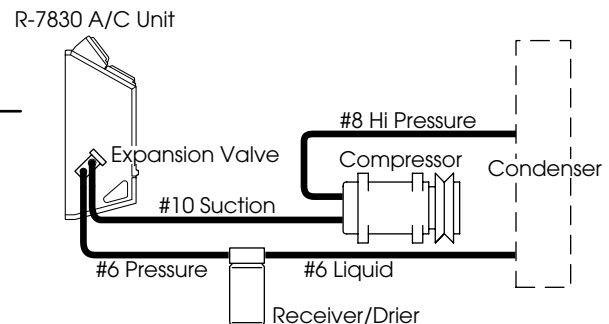 R-7830 A/C Unit
#8 Hi Pressure
Expansion Valve
Compressor
Condenser
#10 Suction
#6 Pressure
#6 Liquid
Receiver/Drier